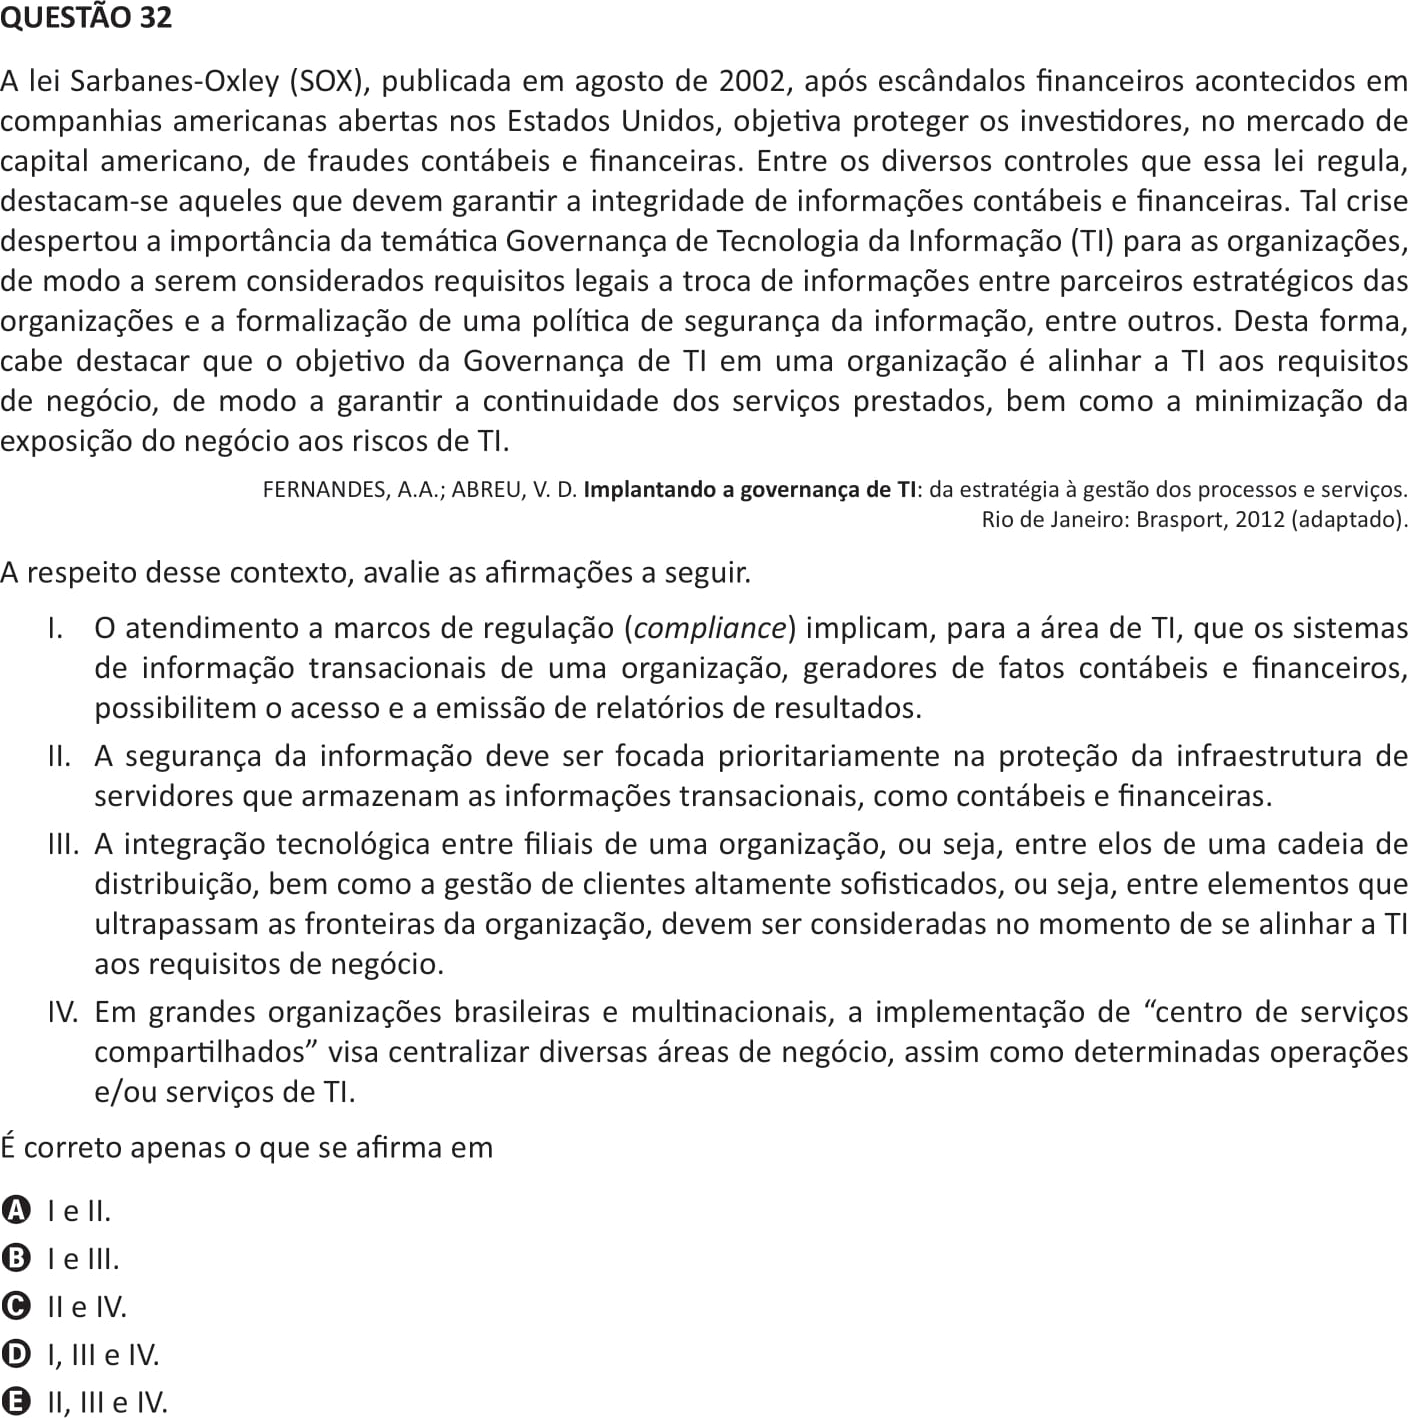 QUESTÃO 32
A lei Sarbanes-Oxley (SOX), publicada em agosto de 2002, após escândalos financeiros acontecidos em
companhias americanas abertas nos Estados Unidos, objetiva proteger os investidores, no mercado de
capital americano, de fraudes contábeis e financeiras. Entre os diversos controles que essa lei regula,
destacam-se aqueles que devem garantir a integridade de informações contábeis e financeiras. Tal crise
despertou a importância da temática Governança de Tecnologia da Informação (TI) para as organizações,
de modo a serem considerados requisitos legais a troca de informações entre parceiros estratégicos das
organizações e a formalização de uma política de segurança da informação, entre outros. Desta forma,
cabe destacar que o objetivo da Governança de TI em uma organização é alinhar a TI aos requisitos
de negócio, de modo a garantir a continuidade dos serviços prestados, bem como a minimização da
exposição do negócio aos riscos de TI.
FERNANDES, A.A.; ABREU, V. D. Implantando a governança de TI: da estratégia à gestão dos processos e serviços.
Rio de Janeiro: Brasport, 2012 (adaptado).
A respeito desse contexto, avalie as afirmações a seguir.
I. O atendimento a marcos de regulação (compliance) implicam, para a área de TI, que os sistemas
de informação transacionais de uma organização, geradores de fatos contábeis e financeiros,
possibilitem o acesso e a emissão de relatórios de resultados.
II. A segurança da informação deve ser focada prioritariamente na proteção da infraestrutura de
servidores que armazenam as informações transacionais, como contábeis e financeiras.
III. A integração tecnológica entre filiais de uma organização, ou seja, entre elos de uma cadeia de
distribuição, bem como a gestão de clientes altamente sofisticados, ou seja, entre elementos que
ultrapassam as fronteiras da organização, devem ser consideradas no momento de se alinhar a TI
aos requisitos de negócio.
IV. Em grandes organizações brasileiras e multinacionais, a implementação de “centro de serviços
compartilhados” visa centralizar diversas áreas de negócio, assim como determinadas operações
e/ou serviços de TI.
É correto apenas o que se afirma em
A I e II.
B I e III.
C II e IV.
D I, III e IV.
E II, III e IV.